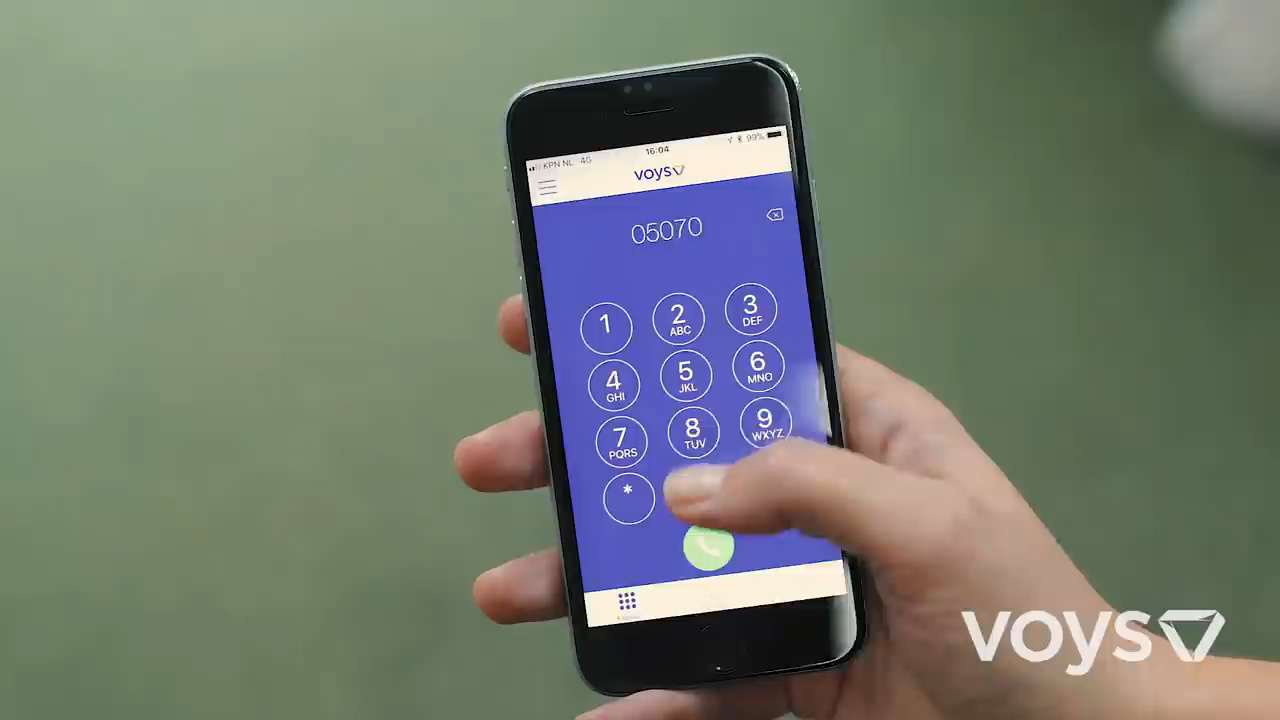 KPN NL 4G 16:04 99%
voys
05070
1 2 3
ABC DEF
4 5 6
GHI JKL MNO
7 8 9
PQRS TUV WXYZ
*
voys